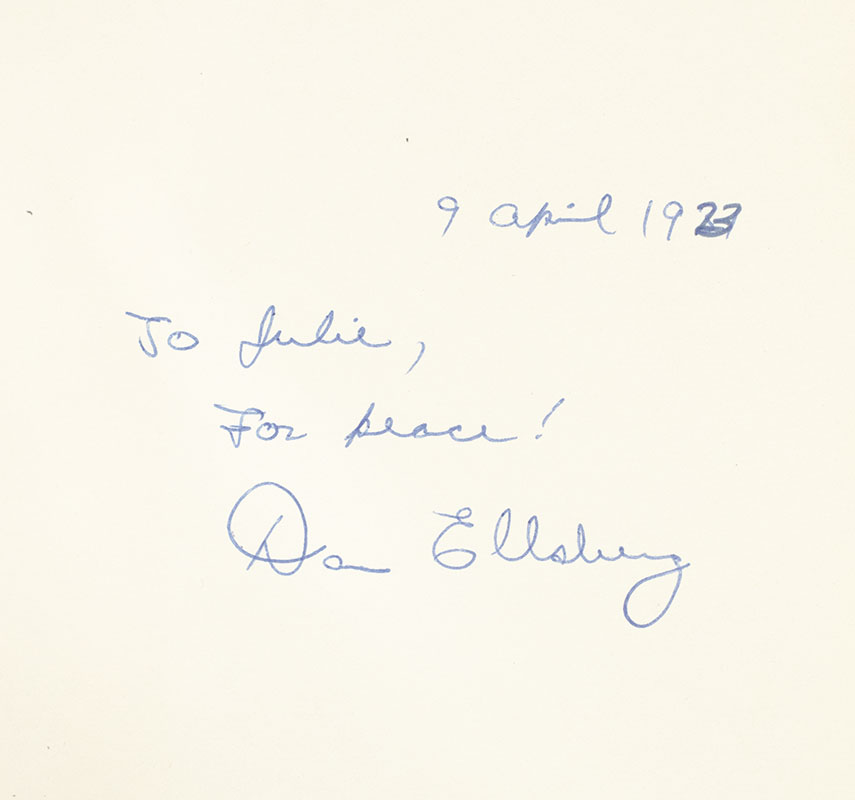 9 April
To Julie,
For peace!
Dan Ellsberg